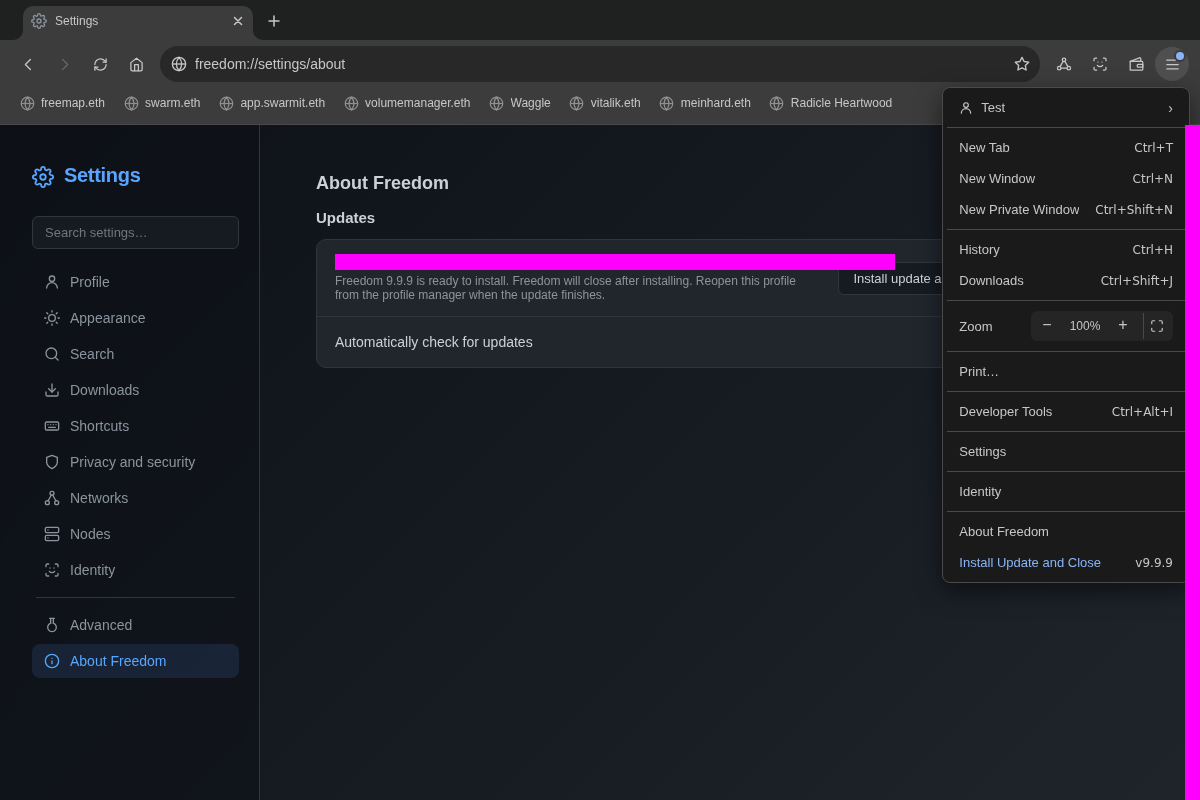 Settings
freedom://settings/about
freemap.eth
swarm.eth
app.swarmit.eth
volumemanager.eth
Waggle
vitalik.eth
meinhard.eth
Radicle Heartwood
Settings
Search settings…
Profile
Appearance
Search
Downloads
Shortcuts
Privacy and security
Networks
Nodes
Identity
Advanced
About Freedom
About Freedom
Updates
Freedom 9.9.9 is ready to install. Freedom will close after installing. Reopen this profile
from the profile manager when the update finishes.
Install update a
Automatically check for updates
Test ›
New Tab Ctrl+T
New Window Ctrl+N
New Private Window Ctrl+Shift+N
History Ctrl+H
Downloads Ctrl+Shift+J
Zoom − 100% +
Print…
Developer Tools Ctrl+Alt+I
Settings
Identity
About Freedom
Install Update and Close v9.9.9